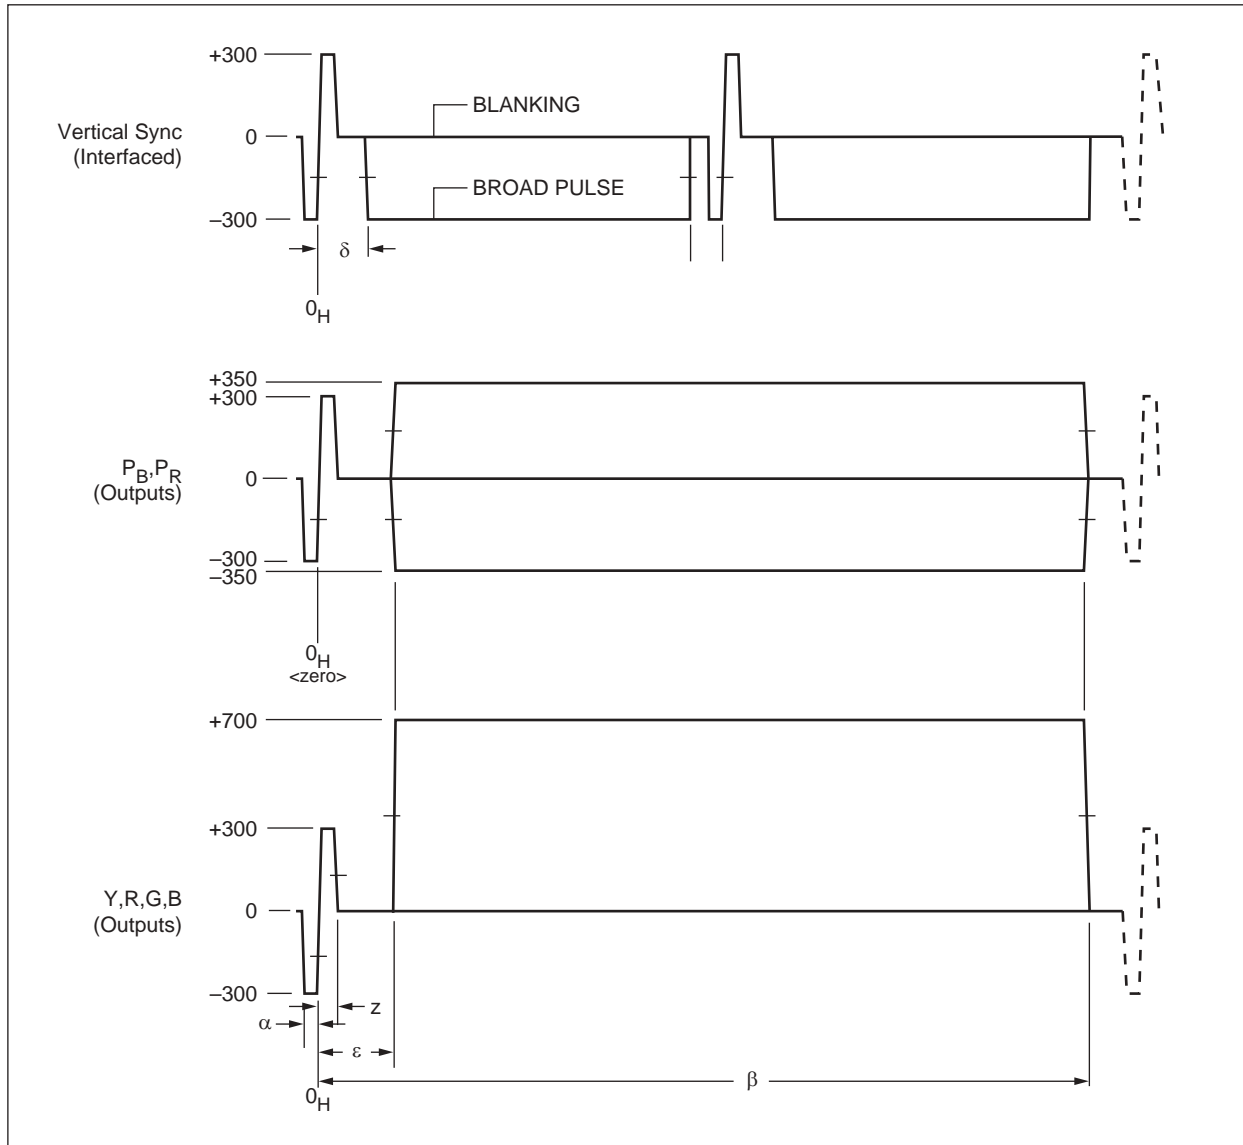 +300
BLANKING
Vertical Sync
(Interfaced)
0
BROAD PULSE
–300
δ
0H
+350
+300
PB,PR
(Outputs)
0
–300
–350
0H
<zero>
+700
+300
Y,R,G,B
(Outputs)
0
–300
z
α
ε
β
0H